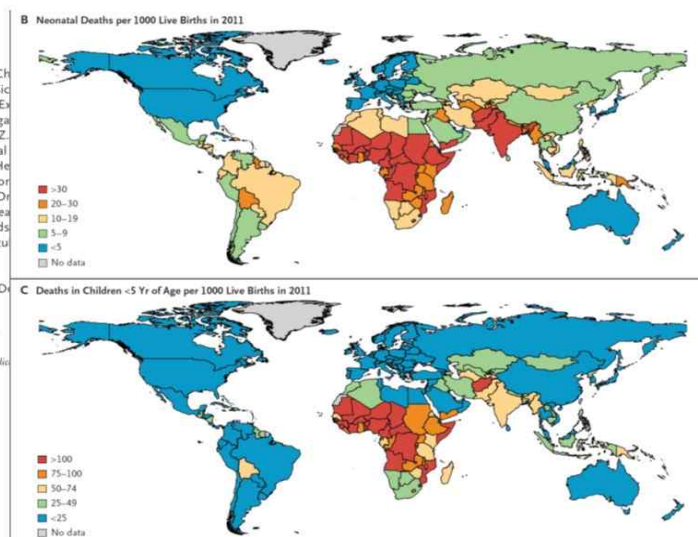 B Neonatal Deaths per 1000 Live Births in 2011
>30
20–30
10–19
5–9
<5
No data
C Deaths in Children <5 Yr of Age per 1000 Live Births in 2011
>100
75–100
50–74
25–49
<25
No data